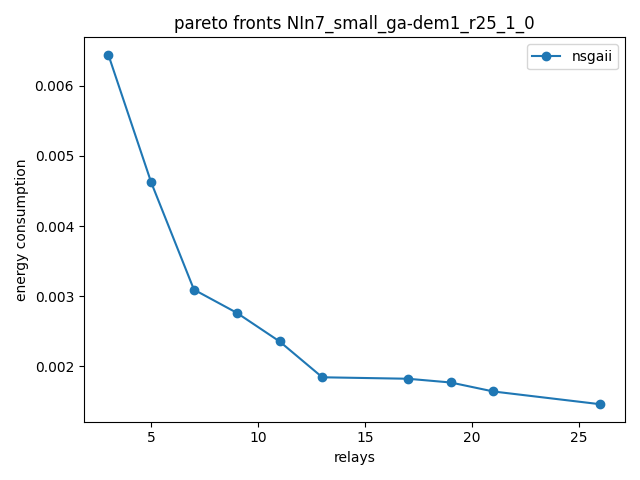 pareto fronts NIn7_small_ga-dem1_r25_1_0
nsgaii
0.006
0.005
0.004
0.003
0.002
energy consumption
5 10 15 20 25
relays